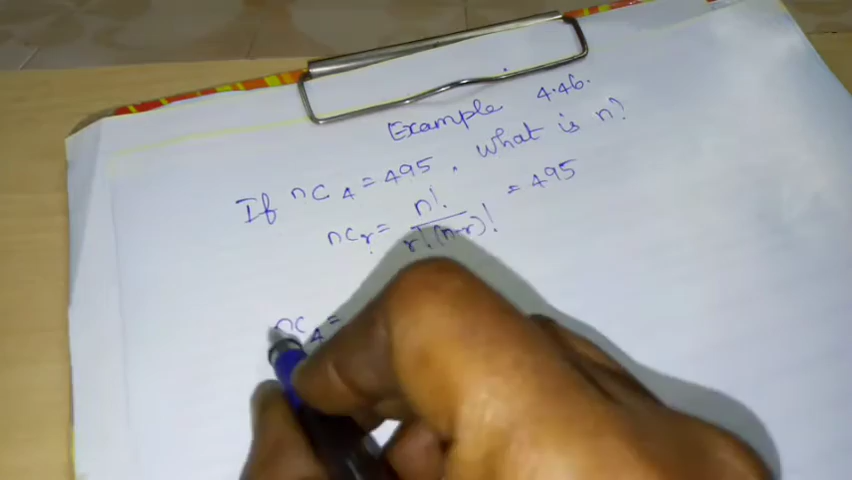 Example 4.46.
If nC4 = 495. What is n?
nCr = n! / r!(n-r)! = 495
nC4 =